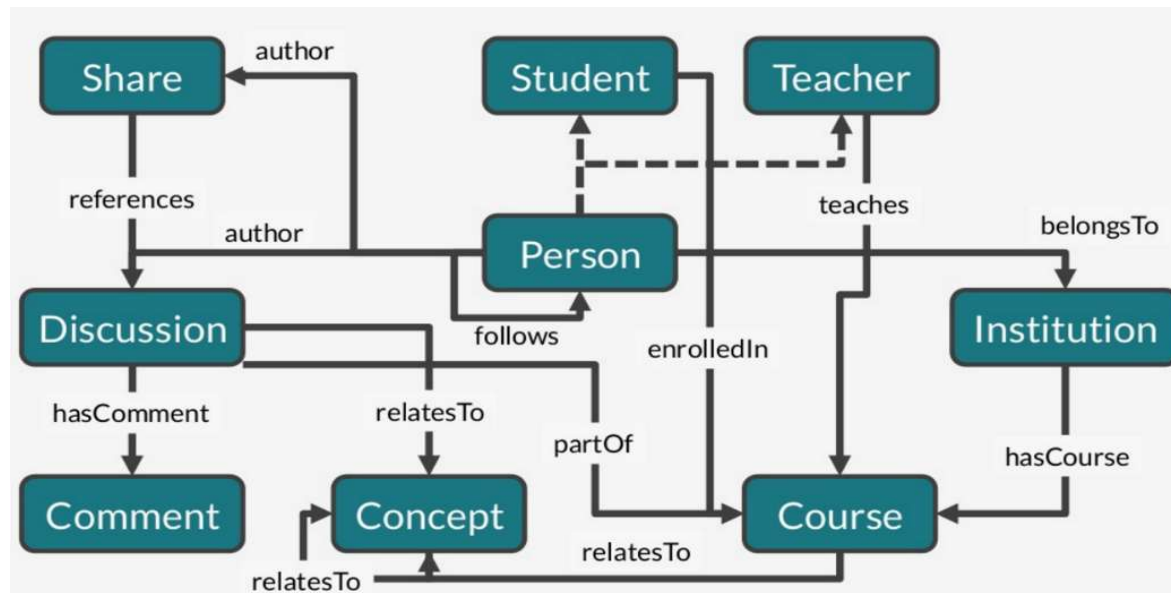 author
Share
Student
Teacher
references
teaches
author
Person
belongsTo
Discussion
follows
Institution
enrolledIn
hasComment
relatesTo
partOf
hasCourse
Comment
Concept
Course
relatesTo
relatesTo